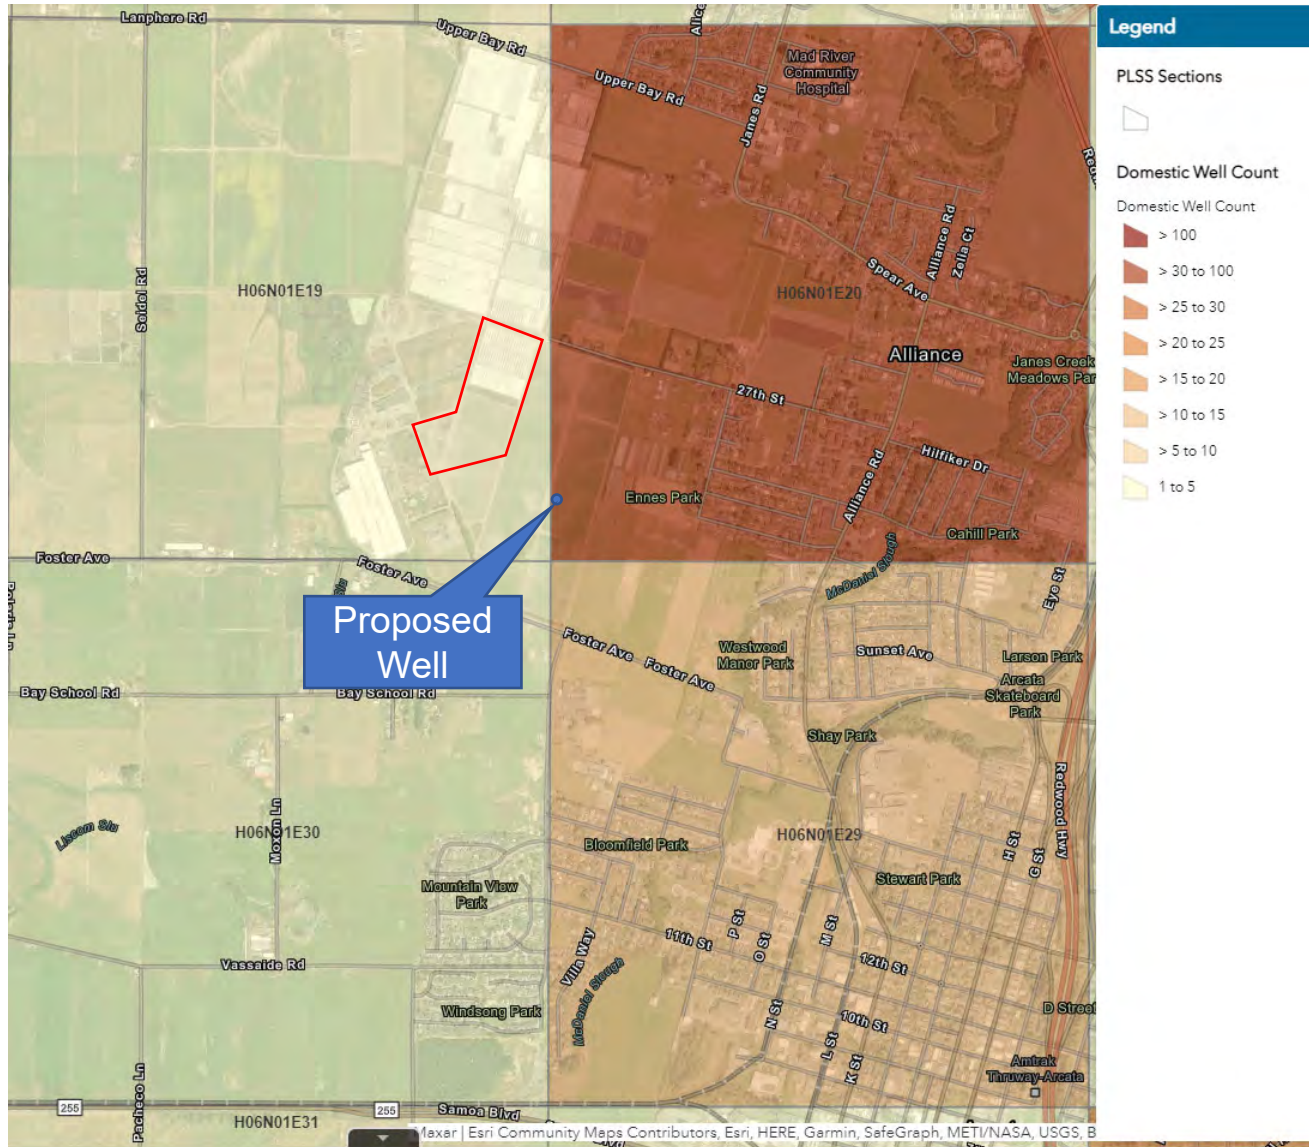 Lanphere Rd
Upper Bay Rd
Mad River
Community
Hospital
Upper Bay Rd
Janes Rd
Seidel Rd
H06N01E19
H06N01E20
Alliance Rd
Zelia Ct
Spear Ave
Alliance
Janes Creek
Meadows Par
27th St
Hilfiker Dr
Alliance Rd
Ennes Park
Cahill Park
Foster Ave
Foster Ave
McDaniel Slough
Eye St
Proposed
Well
Foster Ave
Foster Ave
Westwood
Manor Park
Sunset Ave
Larson Park
Arcata
Skateboard
Park
Bay School Rd
Bay School Rd
Shay Park
Redwood Hwy
Moxon Ln
Liscom Slu
H06N01E30
H06N01E29
Bloomfield Park
H St
G St
Stewart Park
Mountain View
Park
P St
O St
M St
11th St
12th St
Vassaide Rd
Villa Way
McDaniel Slough
Windsong Park
N St
10th St
L St
K St
D Street
Amtrak
Thruway-Arcata
Pacheco Ln
255
255
Samoa Blvd
H06N01E31
Maxar | Esri Community Maps Contributors, Esri, HERE, Garmin, SafeGraph, METI/NASA, USGS, B
Legend
PLSS Sections
Domestic Well Count
Domestic Well Count
> 100
> 30 to 100
> 25 to 30
> 20 to 25
> 15 to 20
> 10 to 15
> 5 to 10
1 to 5